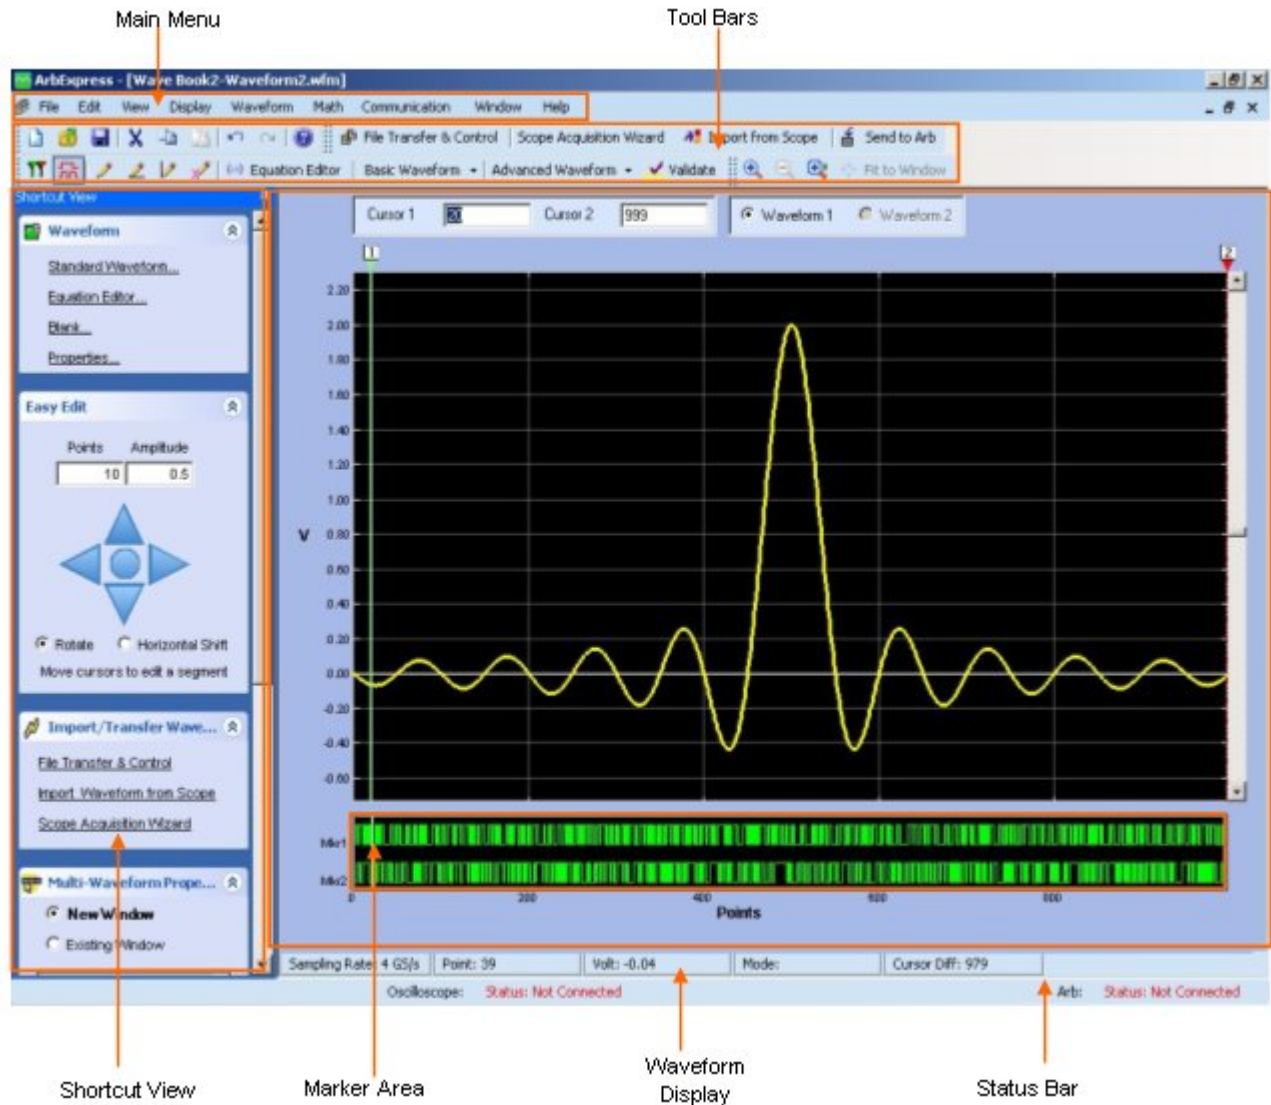 Main Menu
Tool Bars
ArbExpress - [Wave Book2-Waveform2.wfm]
File Edit View Display Waveform Math Communication Window Help
File Transfer & Control Scope Acquisition Wizard Import from Scope Send to Arb
Equation Editor Basic Waveform Advanced Waveform Validate Fit to Window
Shortcut View
Cursor 1 20 Cursor 2 999 Waveform 1 Waveform 2
Waveform
Standard Waveform...
Equation Editor...
Blank...
Properties...
Easy Edit
Points Amplitude
10 0.5
Rotate Horizontal Shift
Move cursors to edit a segment
Import/Transfer Wave...
File Transfer & Control
Import Waveform from Scope
Scope Acquisition Wizard
Multi-Waveform Prope...
New Window
Existing Window
1 2
2.20
2.00
1.80
1.60
1.40
1.20
1.00
V 0.80
0.60
0.40
0.20
0.00
-0.20
-0.40
-0.60
Mkr1
Mkr2
0 200 400 600 800
Points
Sampling Rate: 4 GS/s Point: 39 Volt: -0.04 Mode: Cursor Diff: 979
Oscilloscope: Status: Not Connected Arb: Status: Not Connected
Shortcut View
Marker Area
Waveform
Display
Status Bar